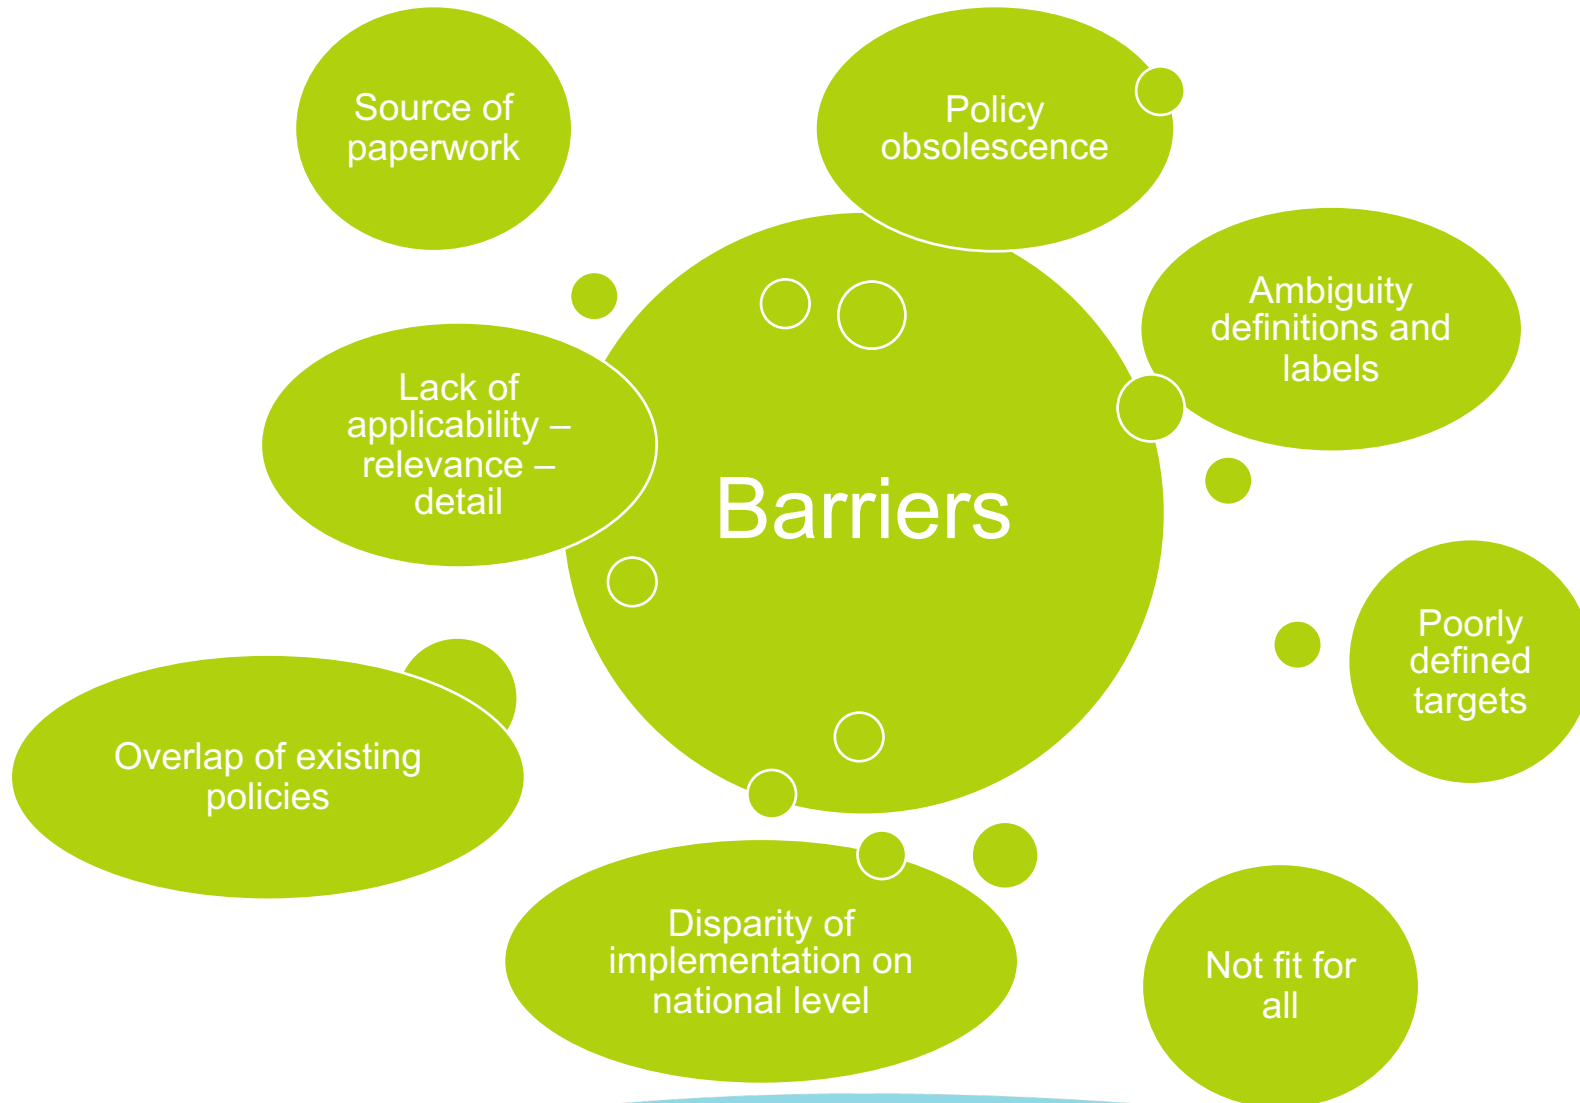 Source of
paperwork
Policy
obsolescence
Ambiguity
definitions and
labels
Lack of
applicability –
relevance –
detail
Barriers
Poorly
defined
targets
Overlap of existing
policies
Disparity of
implementation on
national level
Not fit for
all